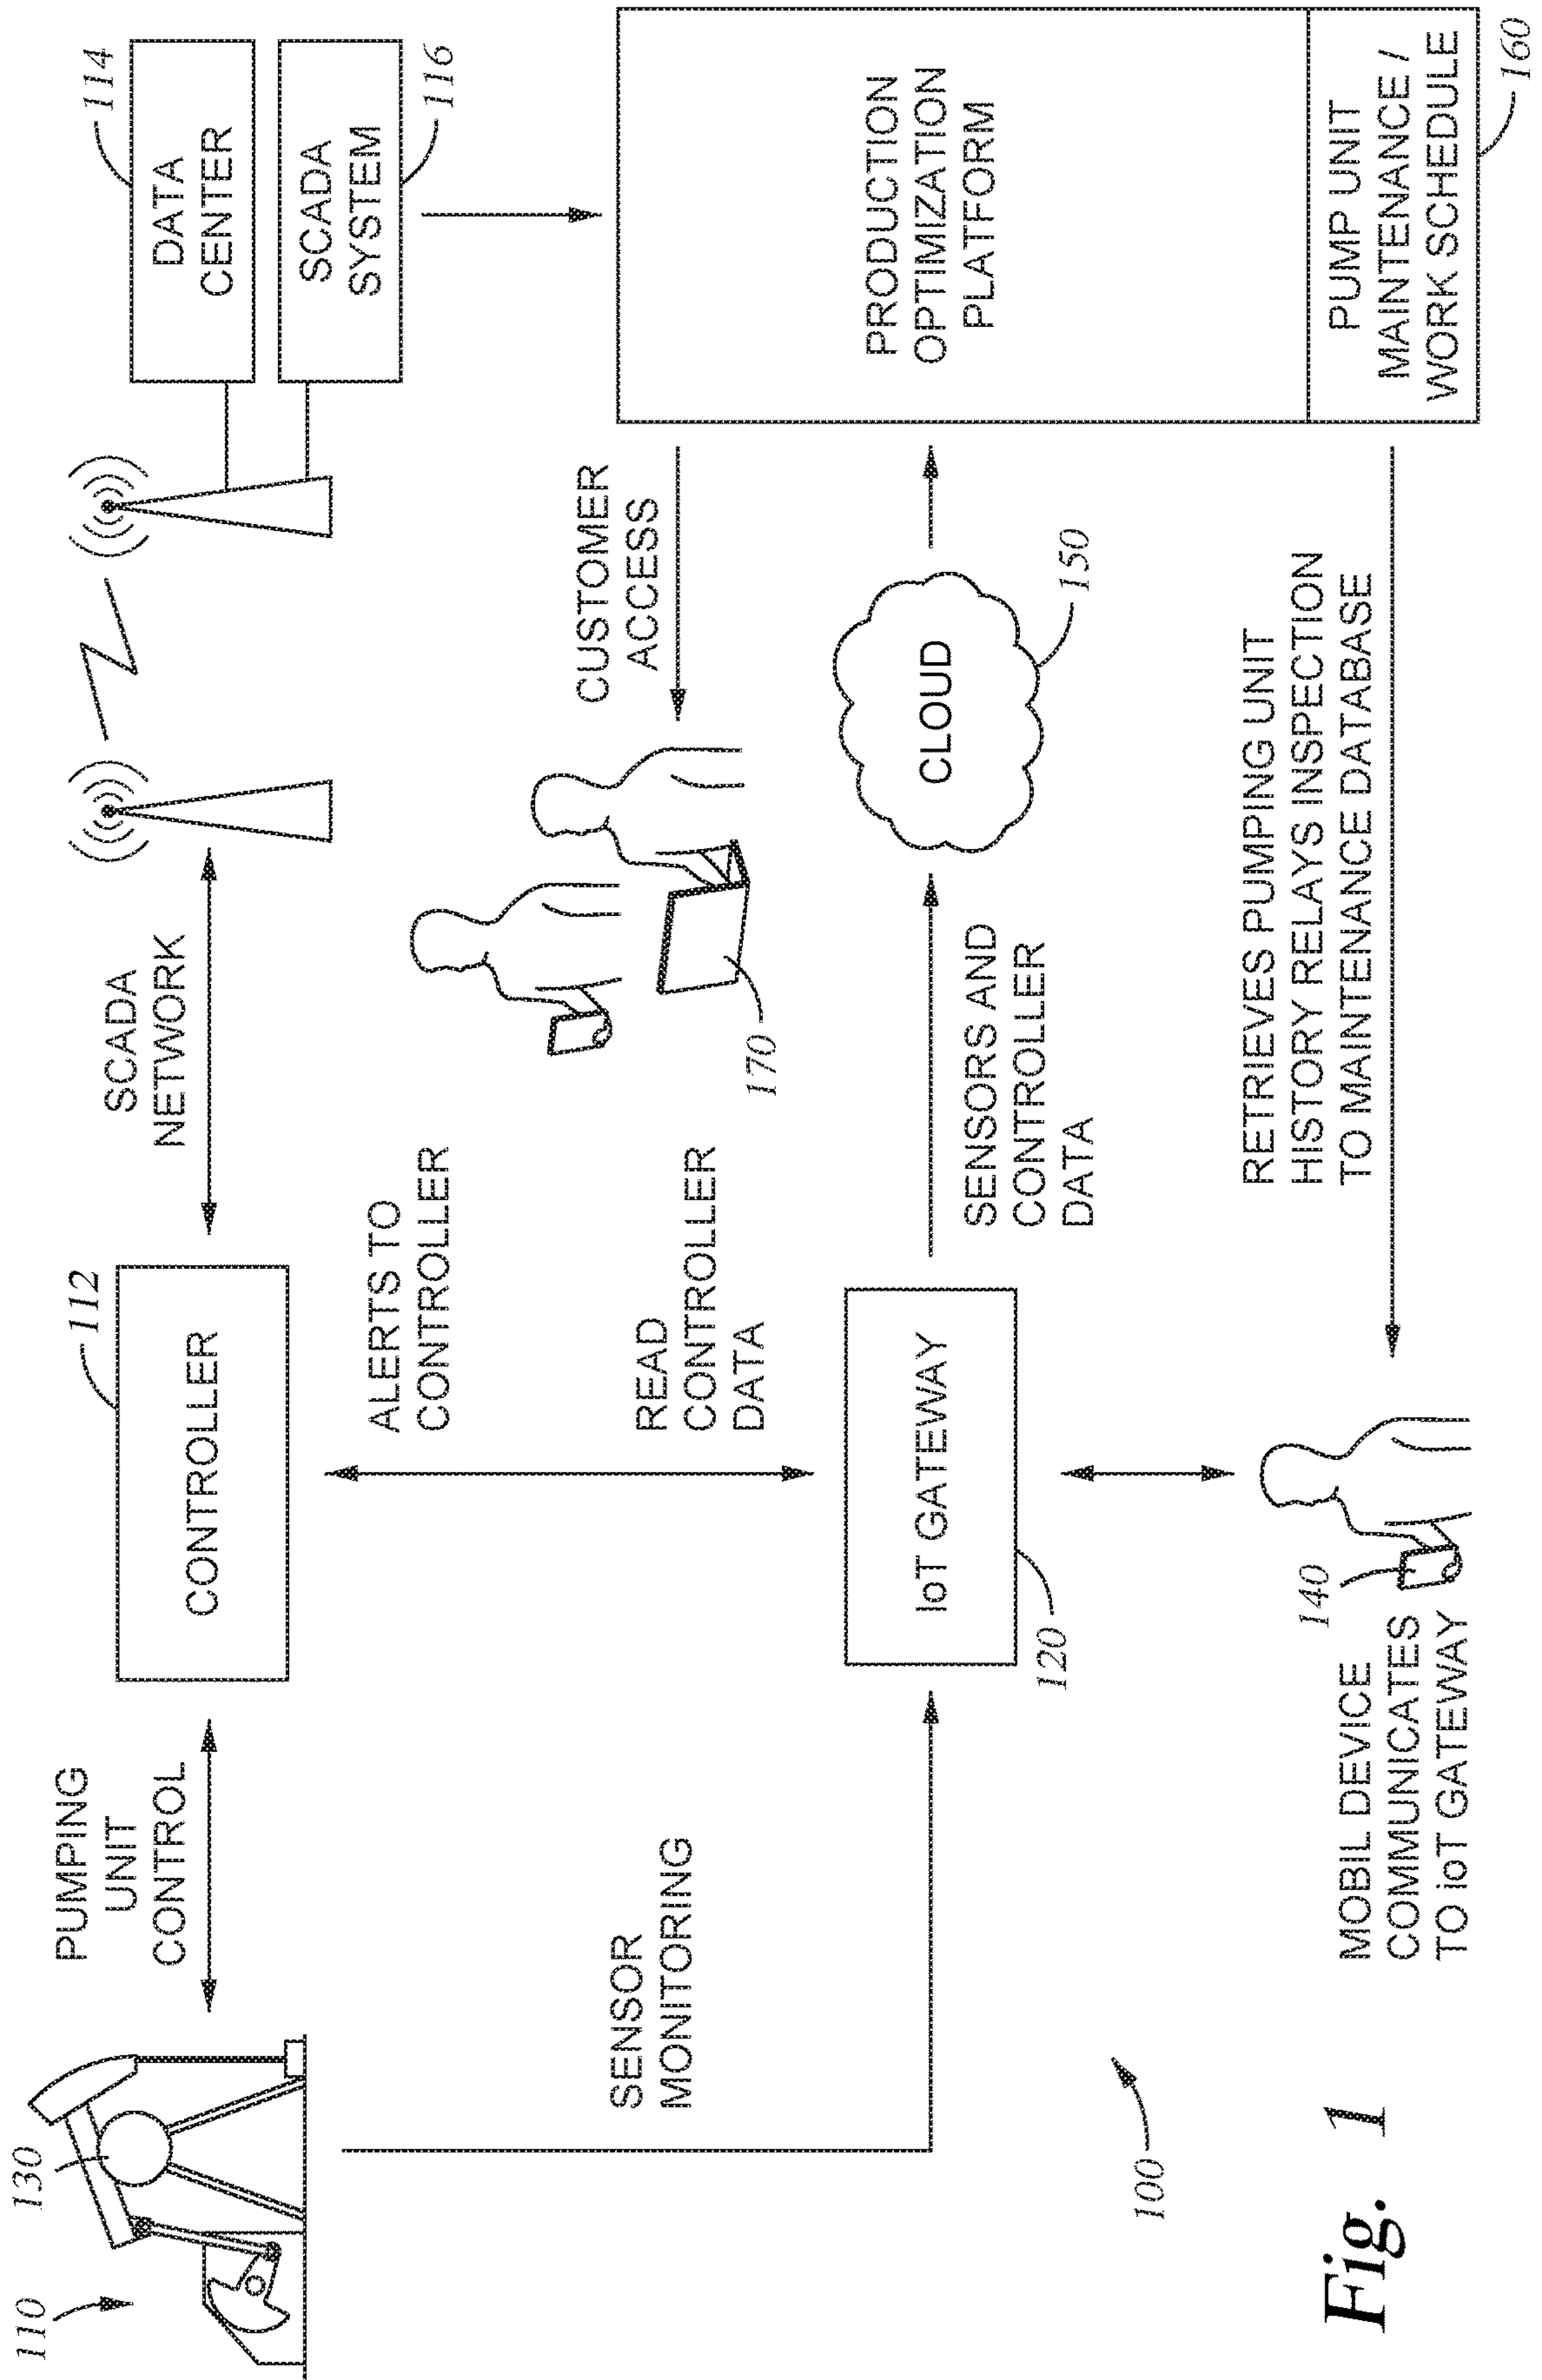 110
130
PUMPING
UNIT
CONTROL
112
CONTROLLER
SCADA
NETWORK
114
DATA
CENTER
SCADA
SYSTEM
116
ALERTS TO
CONTROLLER
READ
CONTROLLER
DATA
170
CUSTOMER
ACCESS
SENSOR
MONITORING
IoT GATEWAY
120
SENSORS AND
CONTROLLER
DATA
CLOUD
150
PRODUCTION
OPTIMIZATION
PLATFORM
PUMP UNIT
MAINTENANCE /
WORK SCHEDULE
160
RETRIEVES PUMPING UNIT
HISTORY RELAYS INSPECTION
TO MAINTENANCE DATABASE
140
MOBIL DEVICE
COMMUNICATES
TO ioT GATEWAY
100
Fig. 1